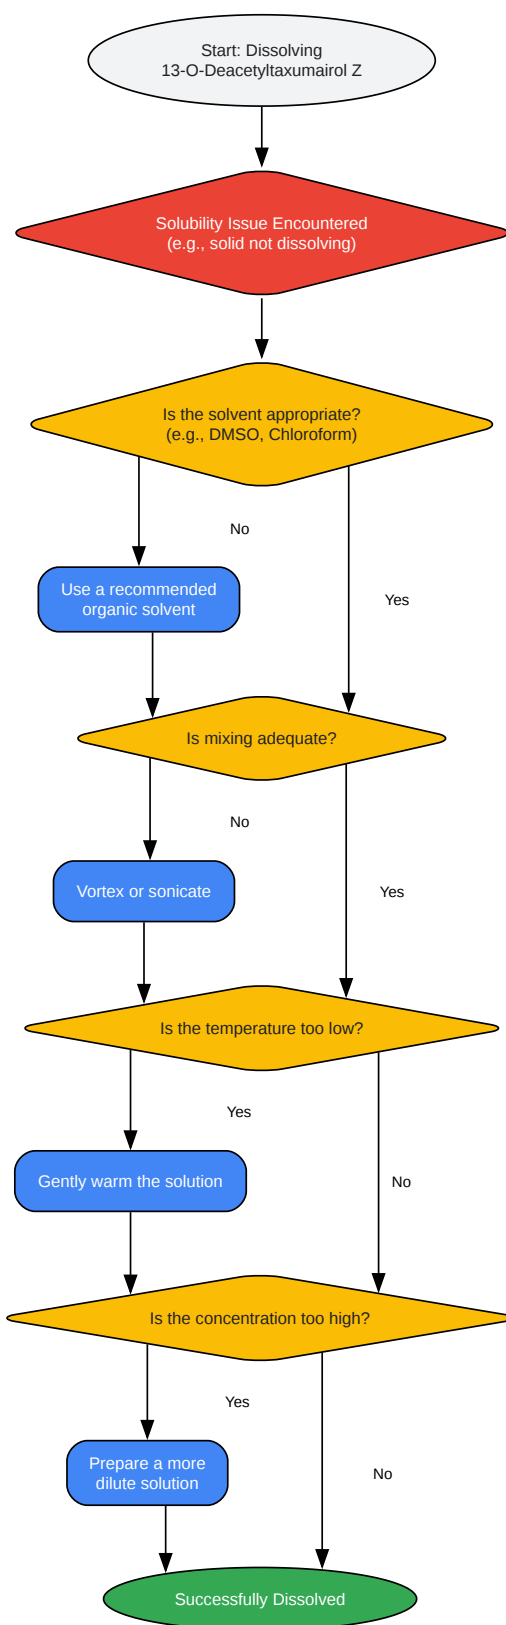 Start: Dissolving
13-O-Deacetyltaxumairol Z
Solubility Issue Encountered
(e.g., solid not dissolving)
Is the solvent appropriate?
(e.g., DMSO, Chloroform)
No
Use a recommended
organic solvent
Yes
Is mixing adequate?
No
Vortex or sonicate
Yes
Is the temperature too low?
Yes
Gently warm the solution
No
Is the concentration too high?
Yes
Prepare a more
dilute solution
No
Successfully Dissolved